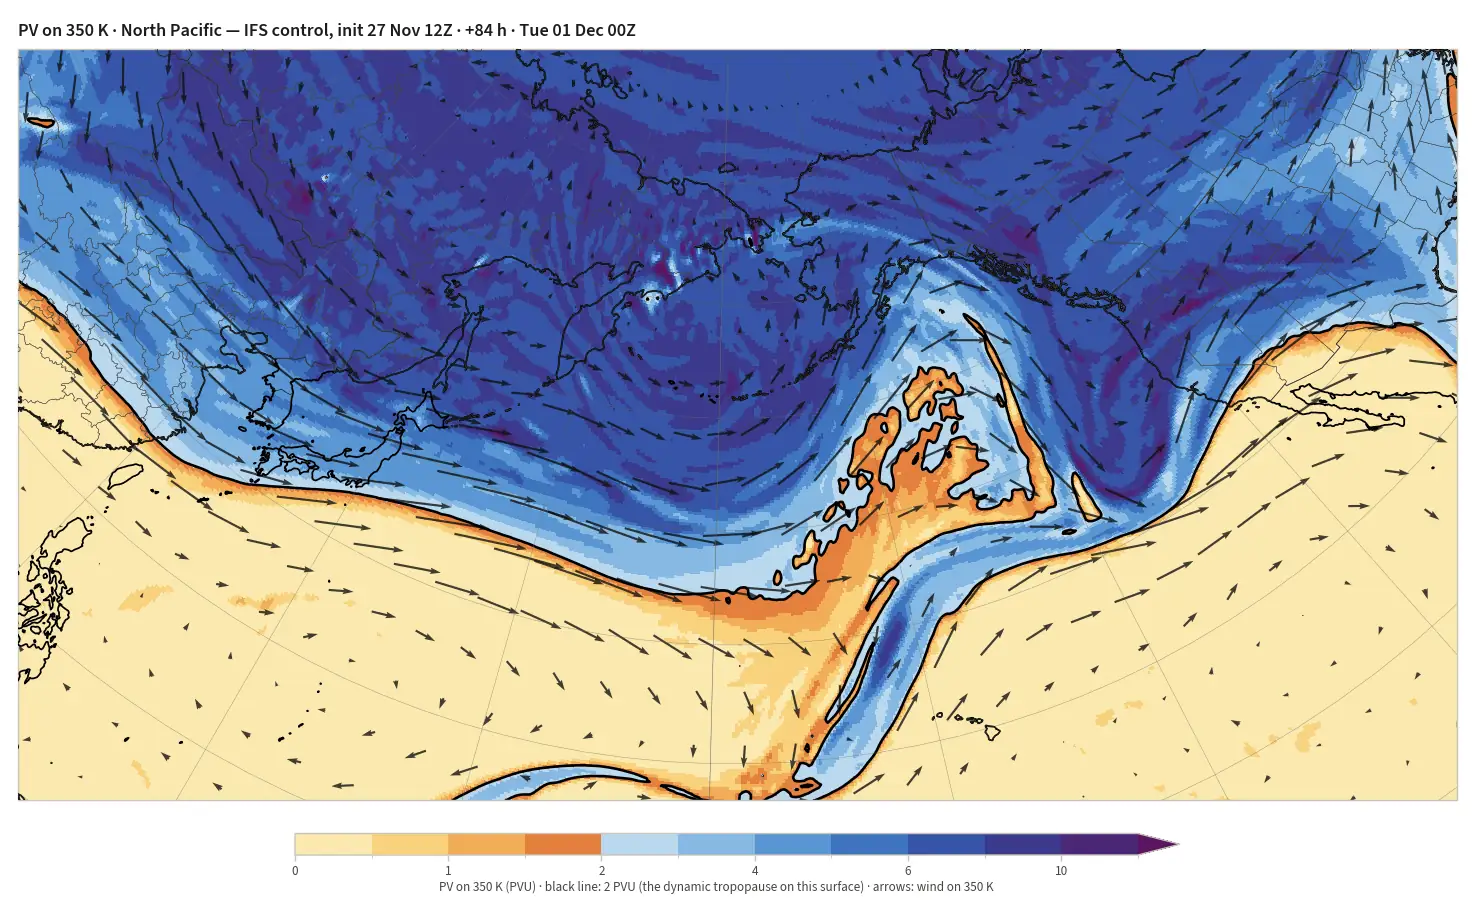 PV on 350 K · North Pacific — IFS control, init 27 Nov 12Z · +84 h · Tue 01 Dec 00Z
0 1 2 4 6 10
PV on 350 K (PVU) · black line: 2 PVU (the dynamic tropopause on this surface) · arrows: wind on 350 K